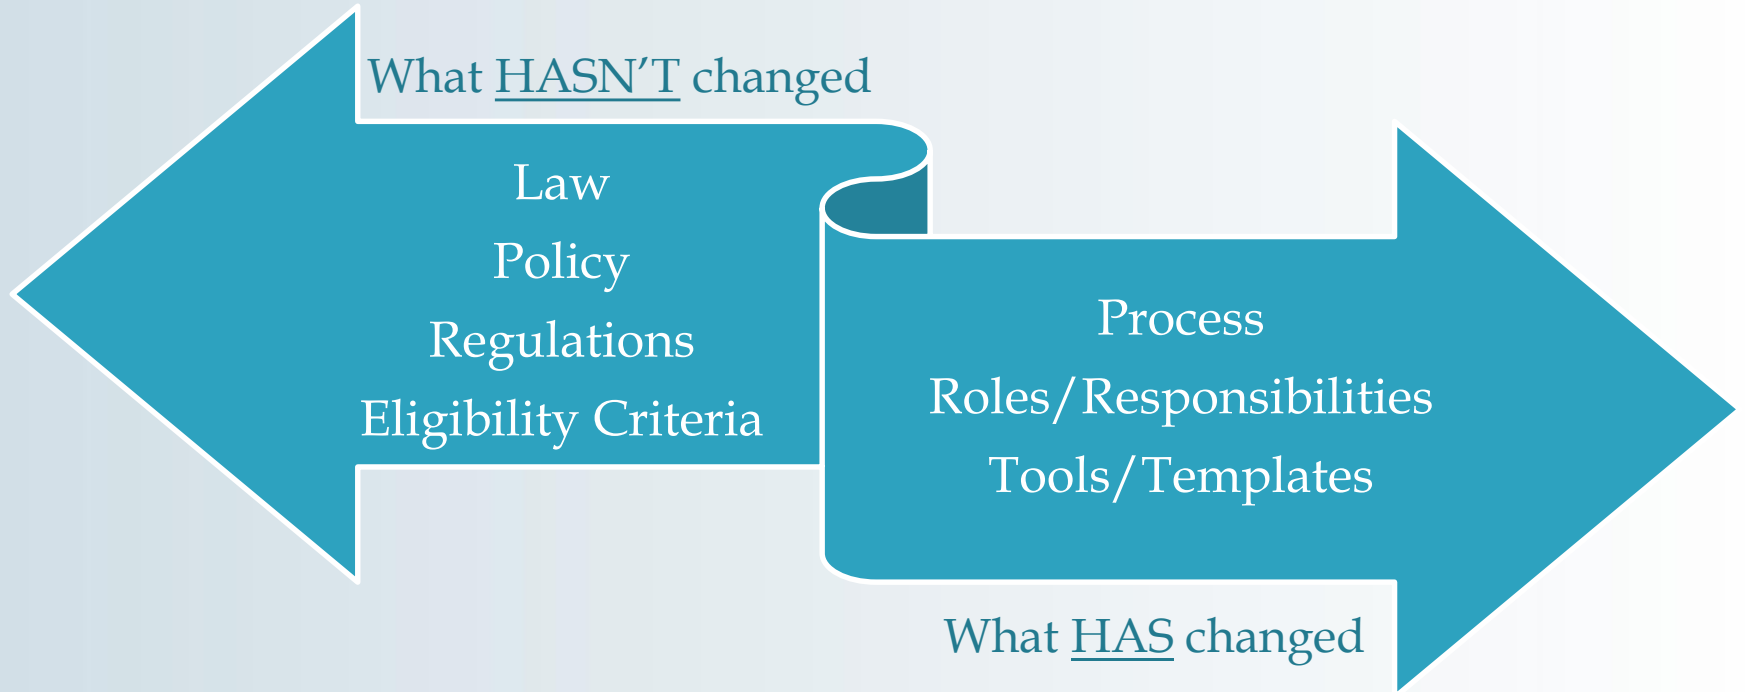 What HASN’T changed
Law
Policy
Regulations
Eligibility Criteria
Process
Roles/Responsibilities
Tools/Templates
What HAS changed